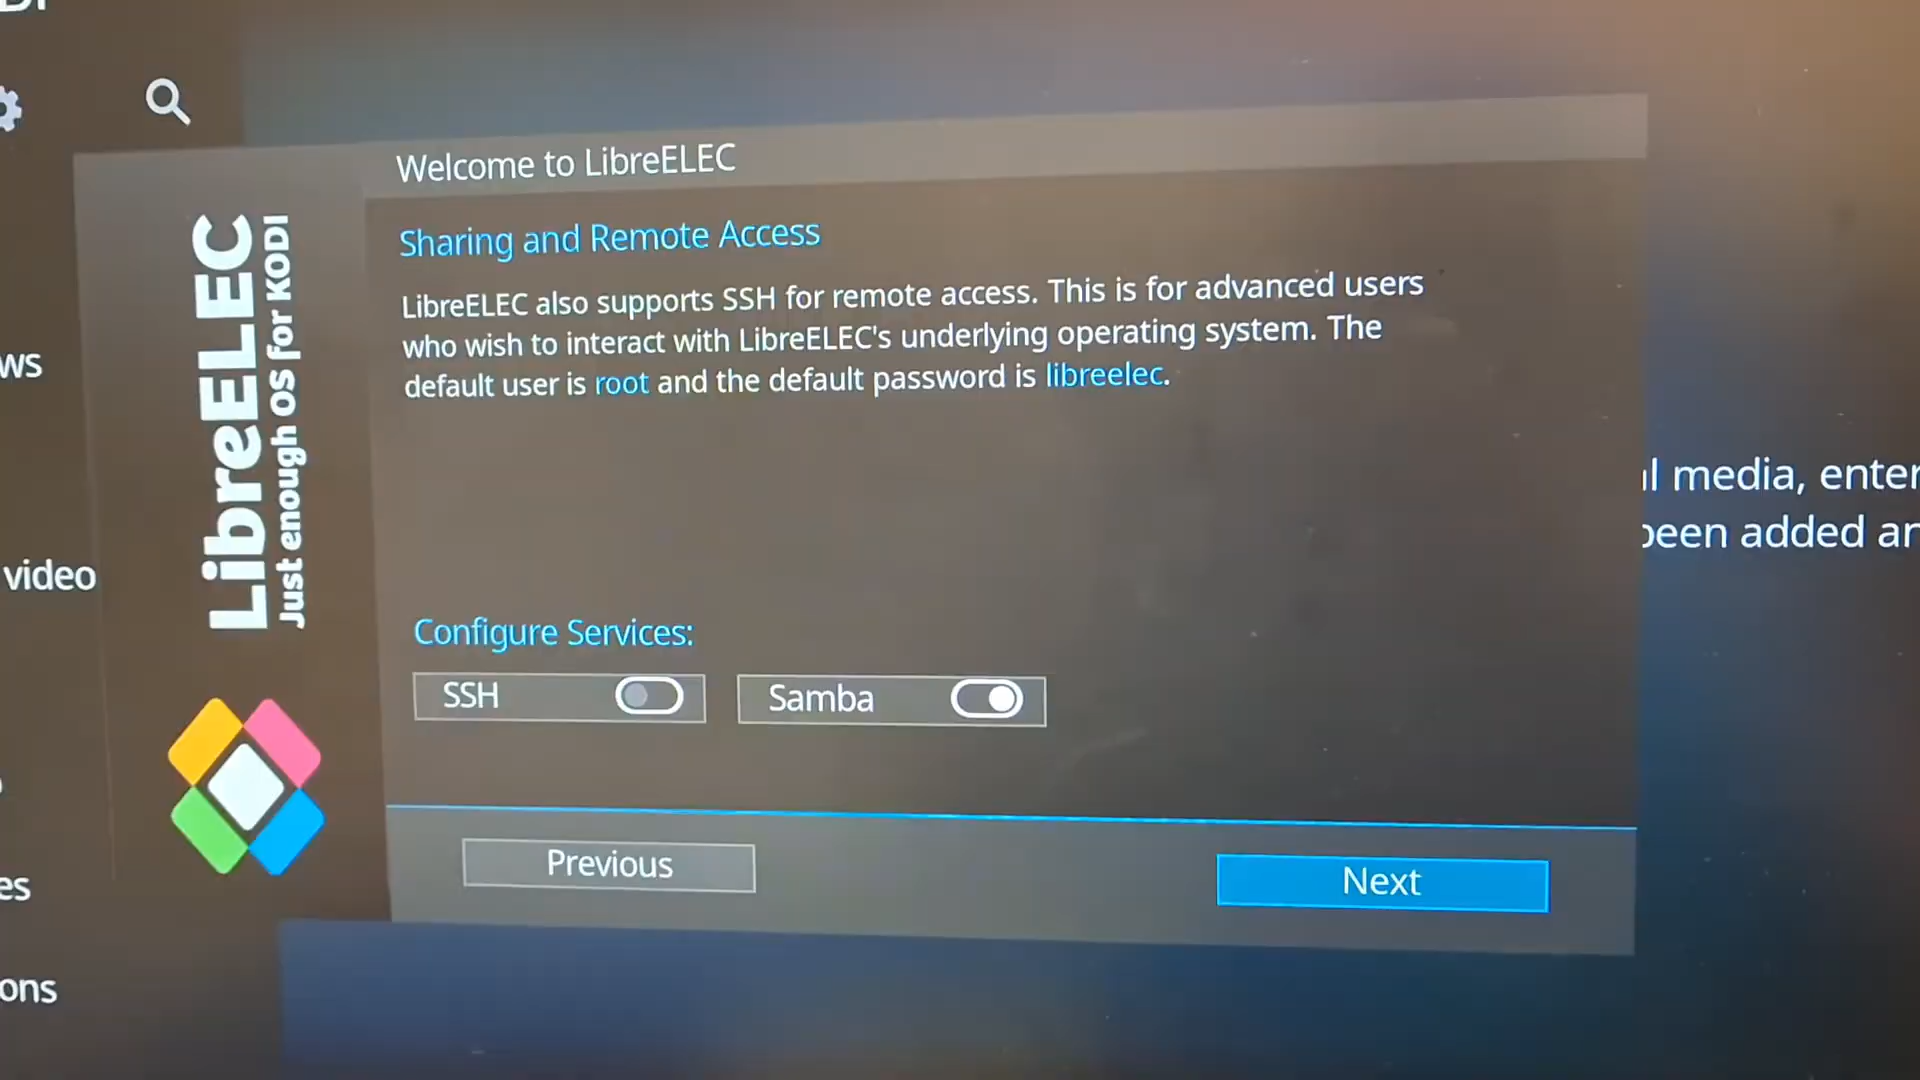 Welcome to LibreELEC
Sharing and Remote Access
LibreELEC also supports SSH for remote access. This is for advanced users
who wish to interact with LibreELEC's underlying operating system. The
default user is root and the default password is libreelec.
Configure Services:
SSH
Samba
Previous
Next
LibreELEC
Just enough OS for KODI
ws
video
es
ons
l media, enter
been added an